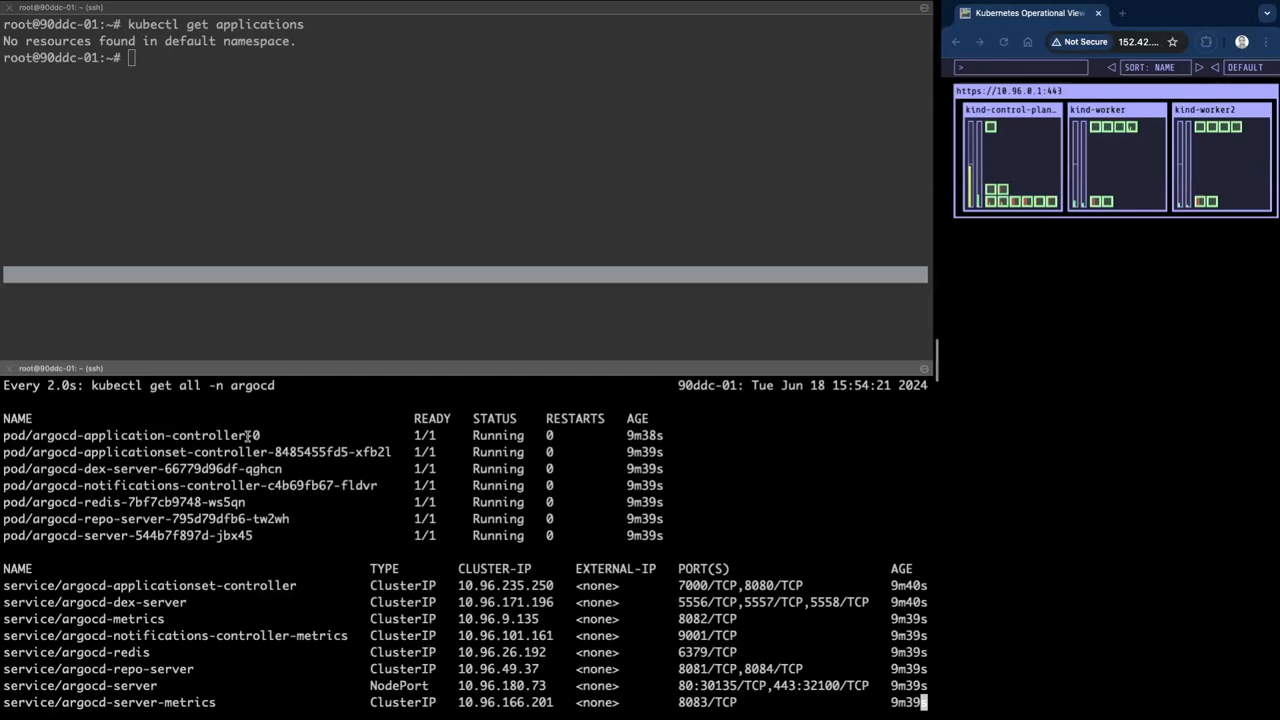 root@90ddc-01: ~ (ssh)
root@90ddc-01:~# kubectl get applications
No resources found in default namespace.
root@90ddc-01:~#
root@90ddc-01: ~ (ssh)
Every 2.0s: kubectl get all -n argocd 90ddc-01: Tue Jun 18 15:54:21 2024
NAME READY STATUS RESTARTS AGE
pod/argocd-application-controller-0 1/1 Running 0 9m38s
pod/argocd-applicationset-controller-8485455fd5-xfb2l 1/1 Running 0 9m39s
pod/argocd-dex-server-66779d96df-qghcn 1/1 Running 0 9m39s
pod/argocd-notifications-controller-c4b69fb67-fldvr 1/1 Running 0 9m39s
pod/argocd-redis-7bf7cb9748-ws5qn 1/1 Running 0 9m39s
pod/argocd-repo-server-795d79dfb6-tw2wh 1/1 Running 0 9m39s
pod/argocd-server-544b7f897d-jbx45 1/1 Running 0 9m39s
NAME TYPE CLUSTER-IP EXTERNAL-IP PORT(S) AGE
service/argocd-applicationset-controller ClusterIP 10.96.235.250 <none> 7000/TCP,8080/TCP 9m40s
service/argocd-dex-server ClusterIP 10.96.171.196 <none> 5556/TCP,5557/TCP,5558/TCP 9m40s
service/argocd-metrics ClusterIP 10.96.9.135 <none> 8082/TCP 9m39s
service/argocd-notifications-controller-metrics ClusterIP 10.96.101.161 <none> 9001/TCP 9m39s
service/argocd-redis ClusterIP 10.96.26.192 <none> 6379/TCP 9m39s
service/argocd-repo-server ClusterIP 10.96.49.37 <none> 8081/TCP,8084/TCP 9m39s
service/argocd-server NodePort 10.96.180.73 <none> 80:30135/TCP,443:32100/TCP 9m39s
service/argocd-server-metrics ClusterIP 10.96.166.201 <none> 8083/TCP 9m39s
Kubernetes Operational View
Not Secure 152.42....
> SORT: NAME DEFAULT
https://10.96.0.1:443
kind-control-plan… kind-worker kind-worker2